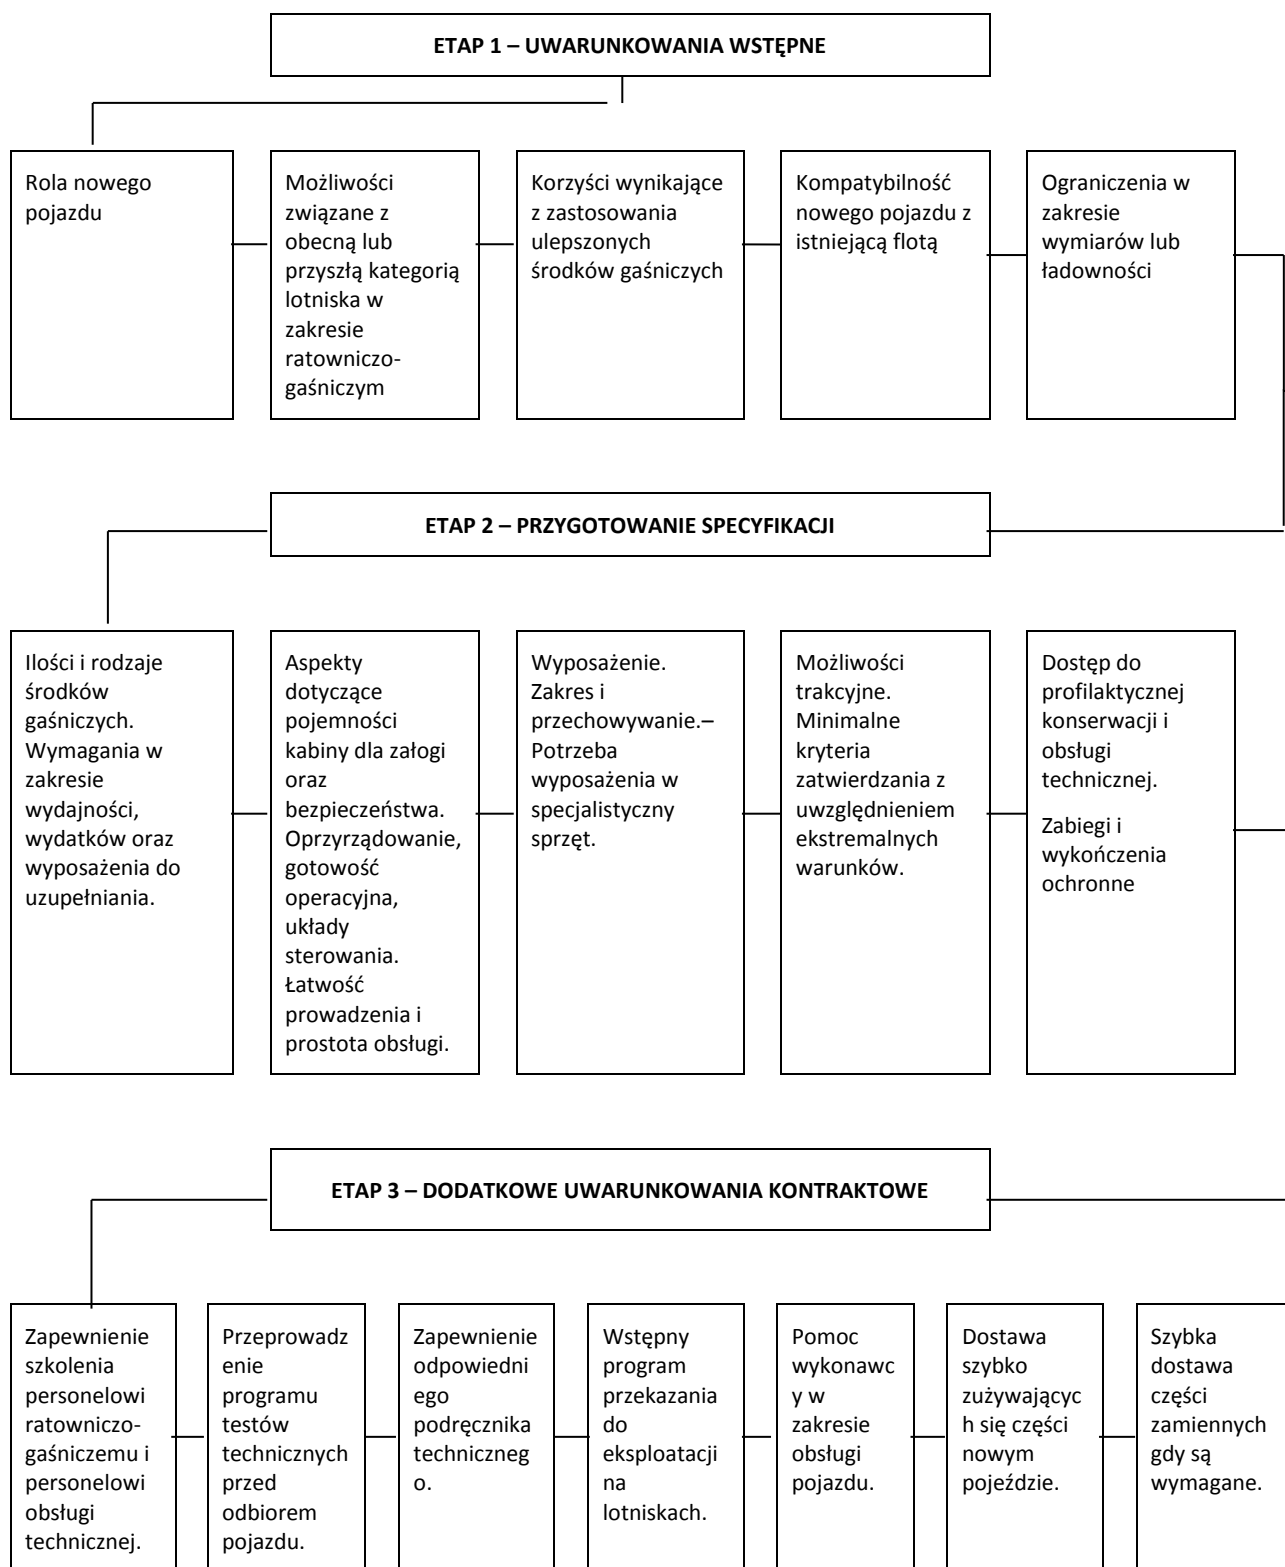 ETAP 1 – UWARUNKOWANIA WSTĘPNE
Rola nowego
pojazdu
Możliwości
związane z
obecną lub
przyszłą kategorią
lotniska w
zakresie
ratowniczo-
gaśniczym
Korzyści wynikające
z zastosowania
ulepszonych
środków gaśniczych
Kompatybilność
nowego pojazdu z
istniejącą flotą
Ograniczenia w
zakresie
wymiarów lub
ładowności
ETAP 2 – PRZYGOTOWANIE SPECYFIKACJI
Ilości i rodzaje
środków
gaśniczych.
Wymagania w
zakresie
wydajności,
wydatków oraz
wyposażenia do
uzupełniania.
Aspekty
dotyczące
pojemności
kabiny dla załogi
oraz
bezpieczeństwa.
Oprzyrządowanie,
gotowość
operacyjna,
układy
sterowania.
Łatwość
prowadzenia i
prostota obsługi.
Wyposażenie.
Zakres i
przechowywanie.–
Potrzeba
wyposażenia w
specjalistyczny
sprzęt.
Możliwości
trakcyjne.
Minimalne
kryteria
zatwierdzania z
uwzględnieniem
ekstremalnych
warunków.
Dostęp do
profilaktycznej
konserwacji i
obsługi
technicznej.
Zabiegi i
wykończenia
ochronne
ETAP 3 – DODATKOWE UWARUNKOWANIA KONTRAKTOWE
Zapewnienie
szkolenia
personelowi
ratowniczo-
gaśniczemu i
personelowi
obsługi
technicznej.
Przeprowadz
enie
programu
testów
technicznych
przed
odbiorem
pojazdu.
Zapewnienie
odpowiedni
ego
podręcznika
techniczneg
o.
Wstępny
program
przekazania
do
eksploatacji
na
lotniskach.
Pomoc
wykonawc
y w
zakresie
obsługi
pojazdu.
Dostawa
szybko
zużywającyc
h się części
nowym
pojeździe.
Szybka
dostawa
części
zamiennych
gdy są
wymagane.